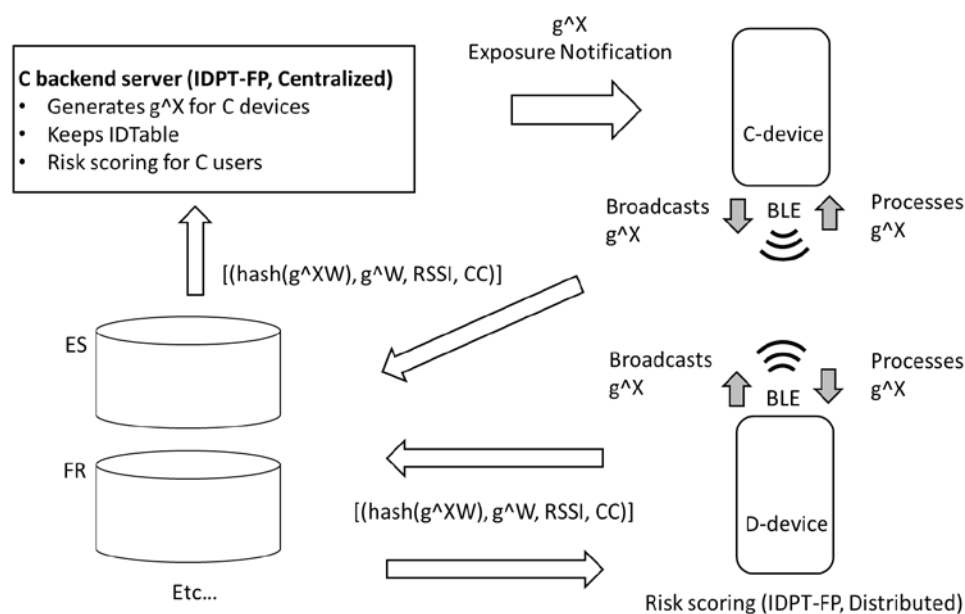 g^X
Exposure Notification
C backend server (IDPT-FP, Centralized)
• Generates g^X for C devices
• Keeps IDTable
• Risk scoring for C users
C-device
Broadcasts
g^X
BLE
Processes
g^X
[(hash(g^XW), g^W, RSSI, CC)]
ES
Broadcasts
g^X
BLE
Processes
g^X
FR
[(hash(g^XW), g^W, RSSI, CC)]
D-device
Etc...
Risk scoring (IDPT-FP, Distributed)